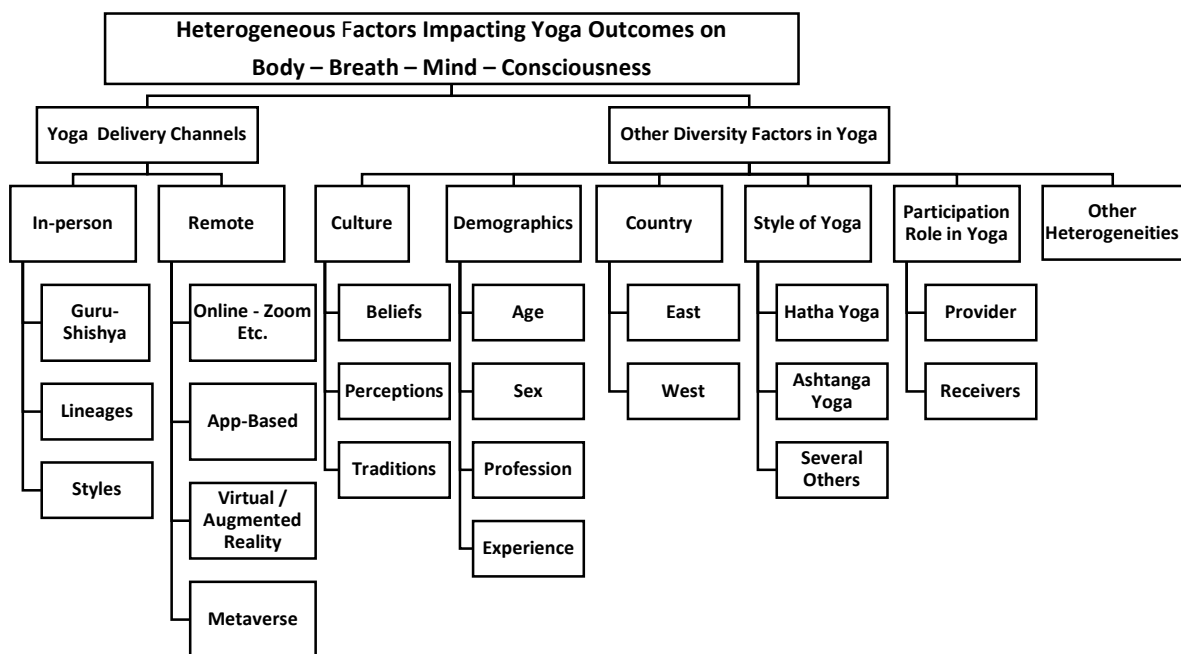 Heterogeneous Factors Impacting Yoga Outcomes on
Body – Breath – Mind – Consciousness
Yoga Delivery Channels
Other Diversity Factors in Yoga
In-person
Remote
Culture
Demographics
Country
Style of Yoga
Participation
Role in Yoga
Other
Heterogeneities
Guru-
Shishya
Lineages
Styles
Online - Zoom
Etc.
App-Based
Virtual /
Augmented
Reality
Metaverse
Beliefs
Perceptions
Traditions
Age
Sex
Profession
Experience
East
West
Hatha Yoga
Ashtanga
Yoga
Several
Others
Provider
Receivers